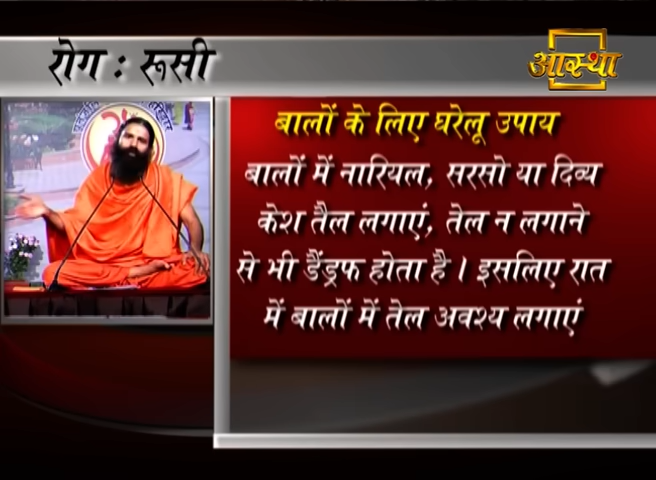 रोग : रूसी
आस्था
बालों के लिए घरेलू उपाय
बालों में नारियल, सरसो या दिव्य
केश तैल लगाएं, तेल न लगाने
से भी डैंड्रफ होता है । इसलिए रात
में बालों में तेल अवश्य लगाएं